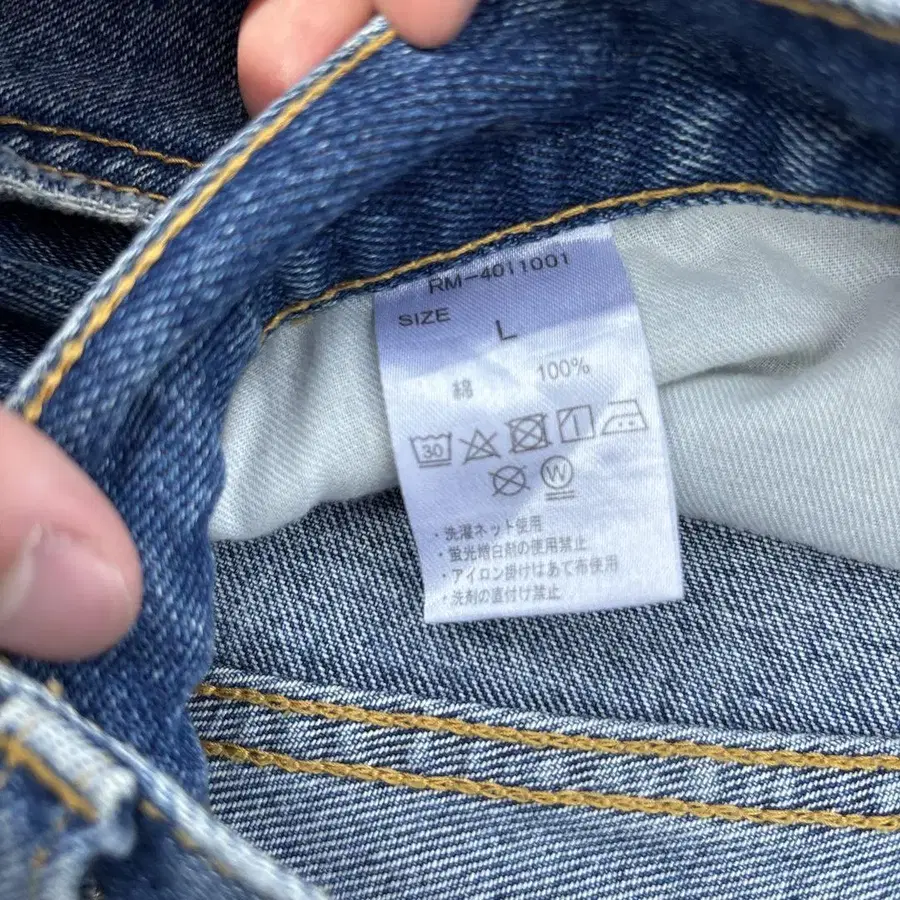 RM-4011001
SIZE
L
綿 100%
30
W
・洗濯ネット使用
・蛍光増白剤の使用禁止
・アイロン掛けはあて布使用
・洗剤の直付け禁止